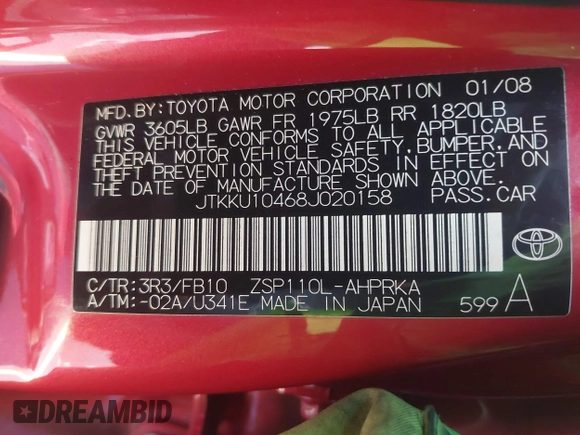 MFD. BY: TOYOTA MOTOR CORPORATION 01/08
GVWR 3605LB GAWR FR 1975LB RR 1820LB
THIS VEHICLE CONFORMS TO ALL APPLICABLE
FEDERAL MOTOR VEHICLE SAFETY, BUMPER, AND
THEFT PREVENTION STANDARDS IN EFFECT ON
THE DATE OF MANUFACTURE SHOWN ABOVE.
JTKKU10468J020158 PASS. CAR
C/TR: 3R3/FB10 ZSP110L-AHPRKA
A/TM: -02A/U341E MADE IN JAPAN 599 A
DREAMBID